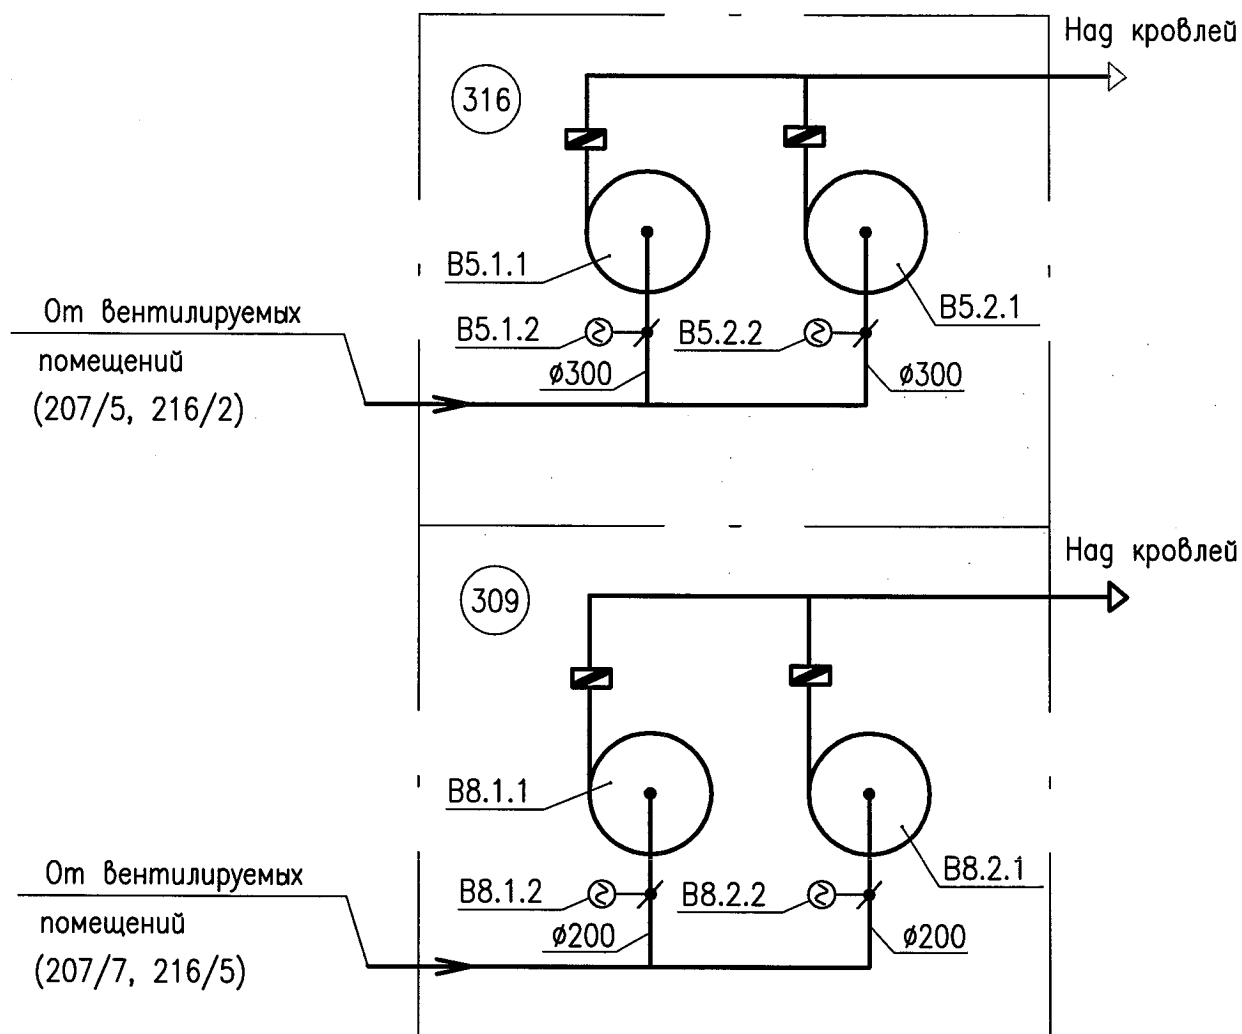 Над кровлей
316
В5.1.1
В5.2.1
От вентилируемых
помещений
(207/5, 216/2)
В5.1.2
В5.2.2
ø300
ø300
Над кровлей
309
В8.1.1
В8.2.1
От вентилируемых
помещений
(207/7, 216/5)
В8.1.2
В8.2.2
ø200
ø200